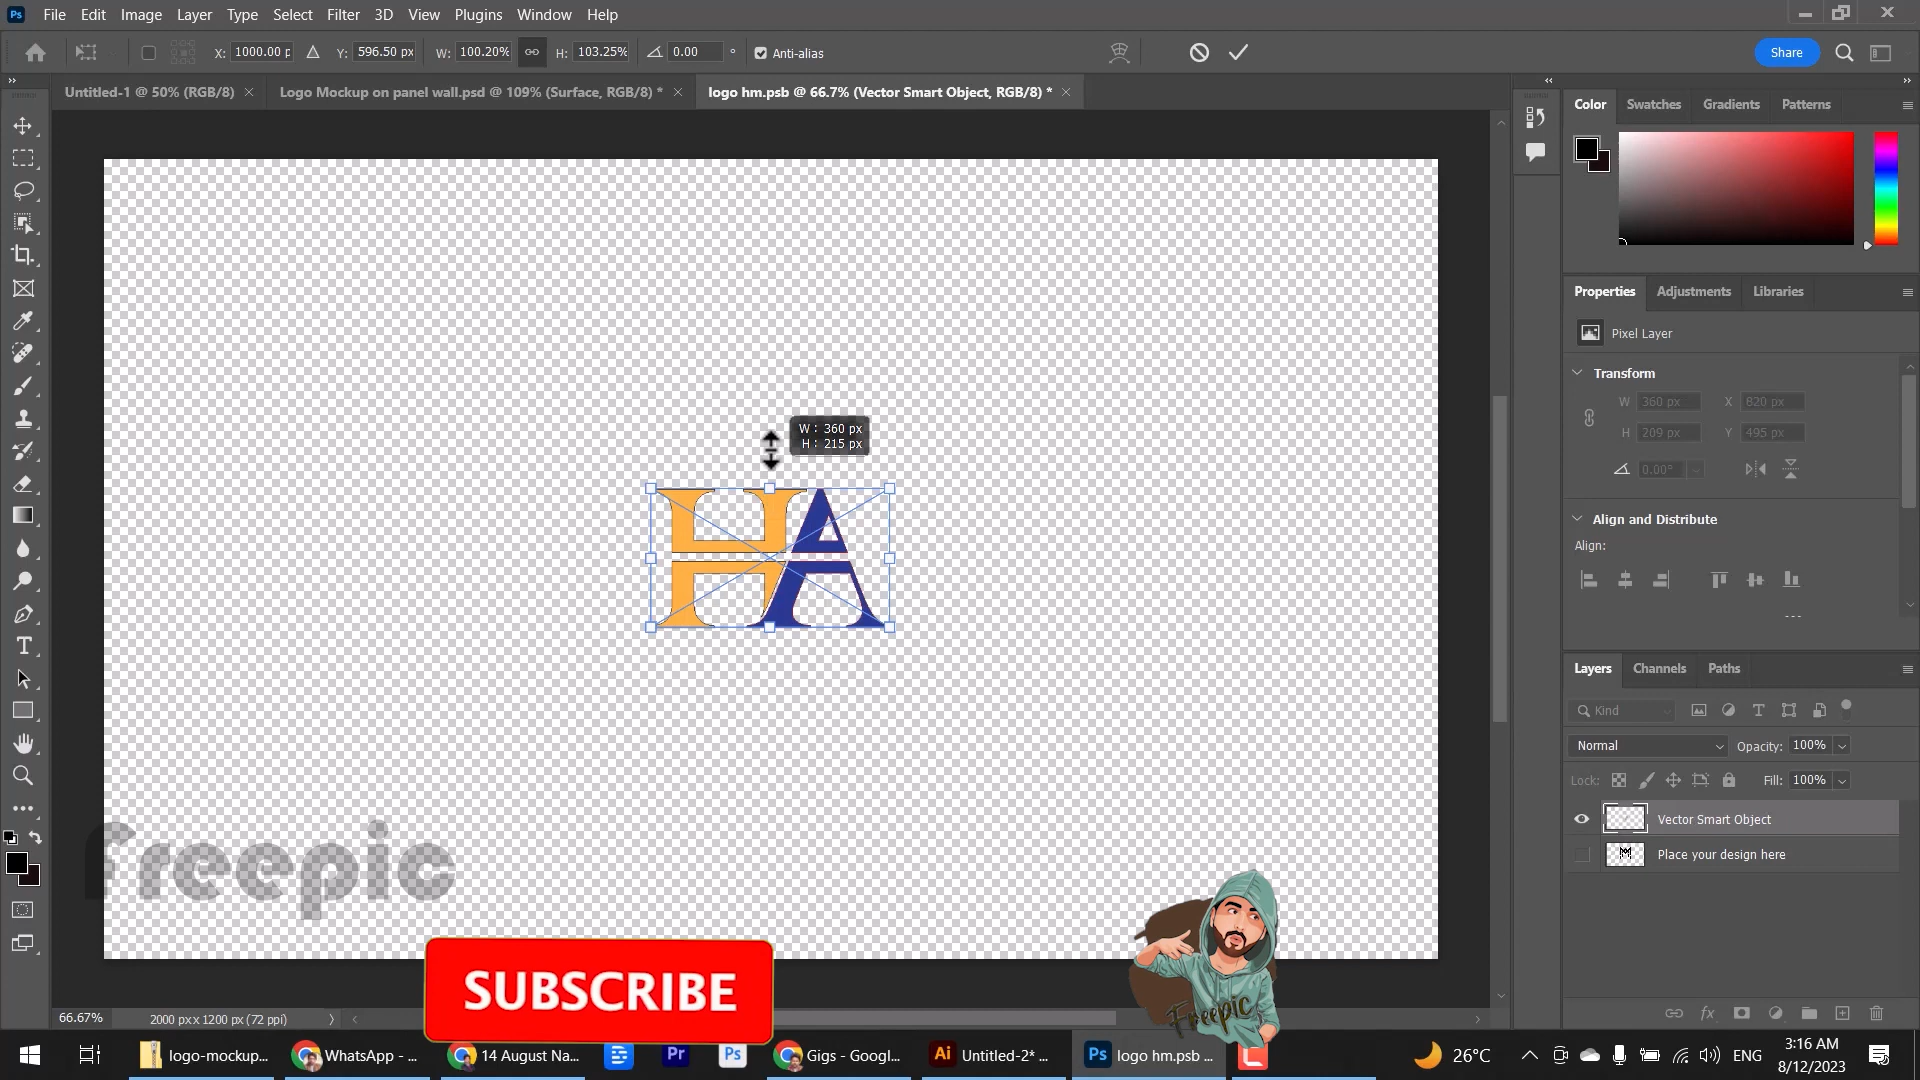 File Edit Image Layer Type Select Filter 3D View Plugins Window Help
X: 1000.00 p Y: 596.50 px W: 100.20% H: 103.25% 0.00 ° Anti-alias Share
Untitled-1 @ 50% (RGB/8) Logo Mockup on panel wall.psd @ 109% (Surface, RGB/8) * logo hm.psb @ 66.7% (Vector Smart Object, RGB/8) *
Color Swatches Gradients Patterns
Properties Adjustments Libraries
Pixel Layer
Transform
W 360 px X 820 px
H 209 px Y 495 px
0.00°
W : 360 px
H : 215 px
HA
Align and Distribute
Align:
Layers Channels Paths
Kind
Normal Opacity: 100%
Lock: Fill: 100%
Vector Smart Object
Place your design here
freepic
SUBSCRIBE
Freepic
66.67% 2000 px x 1200 px (72 ppi)
logo-mockup... WhatsApp - ... 14 August Na... Pr Ps Gigs - Googl... Ai Untitled-2* ... Ps logo hm.psb ... 26°C ENG 3:16 AM
8/12/2023